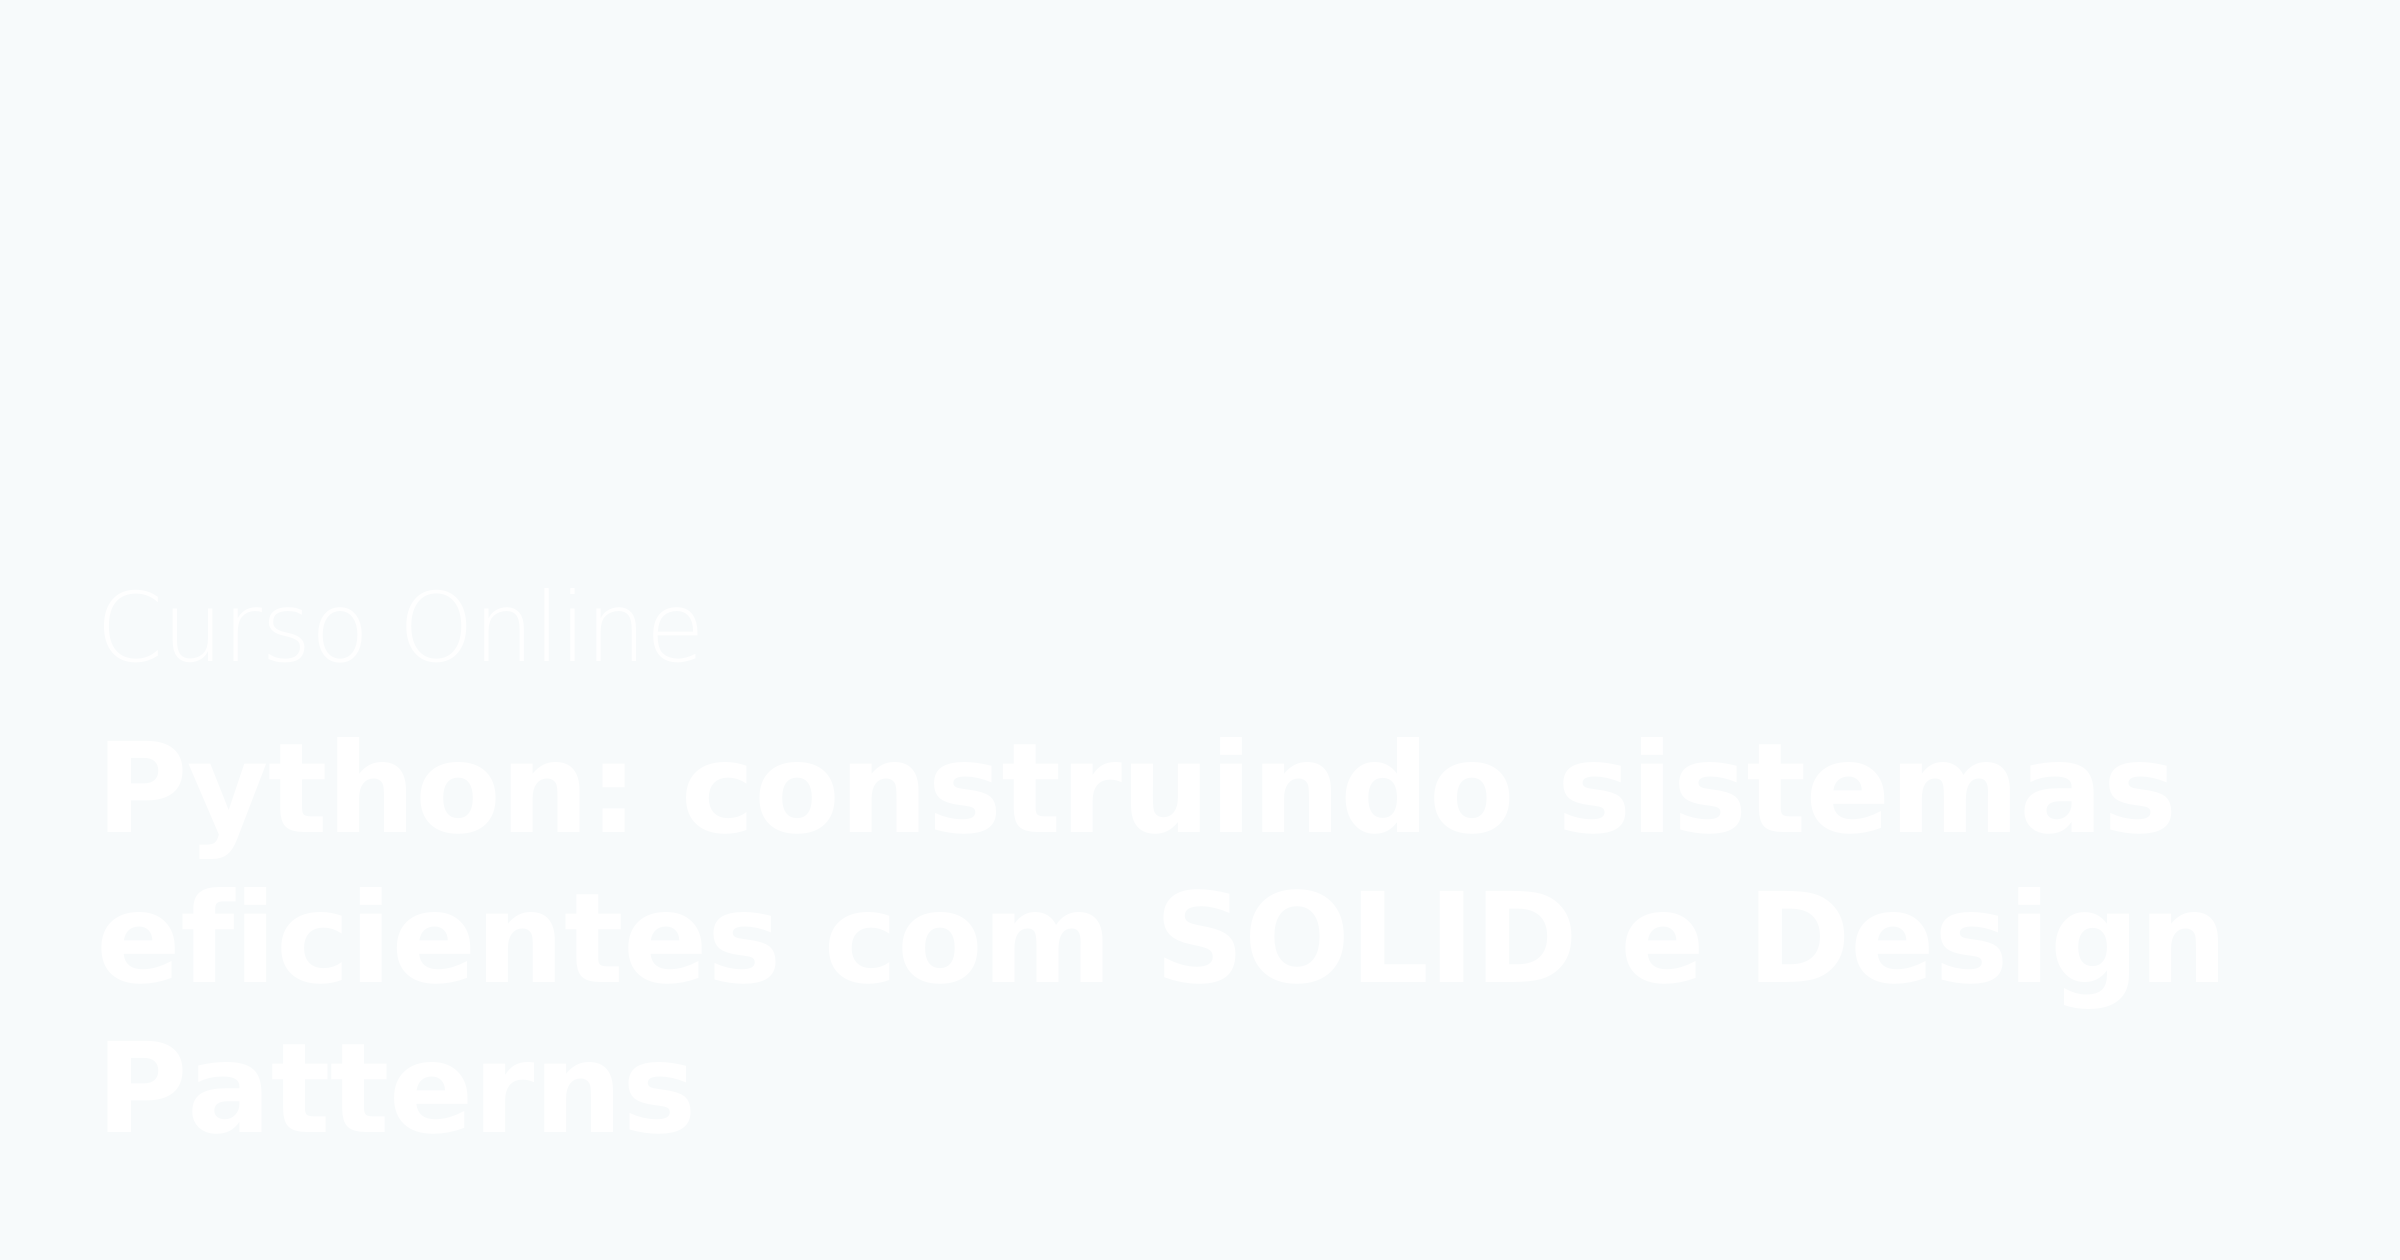 Curso Online
Python: construindo sistemas
eficientes com SOLID e Design
Patterns